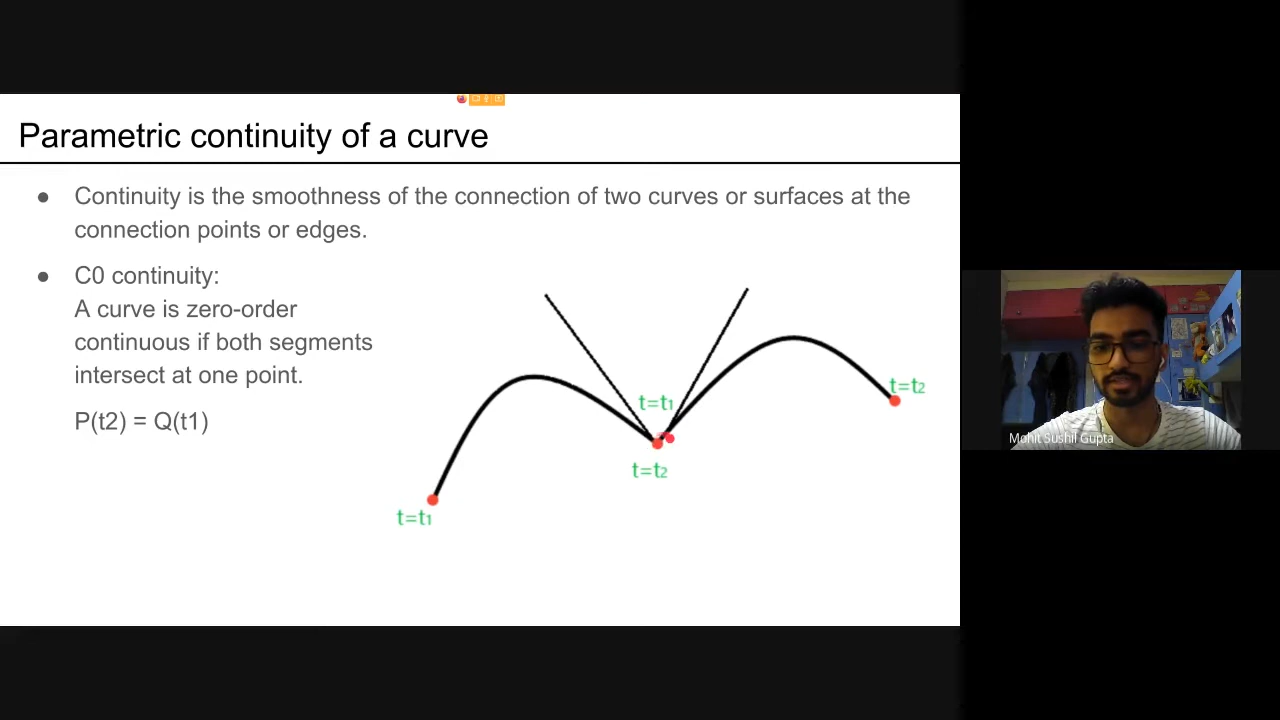 Parametric continuity of a curve
● Continuity is the smoothness of the connection of two curves or surfaces at the
connection points or edges.
● C0 continuity:
A curve is zero-order
continuous if both segments
intersect at one point.
P(t2) = Q(t1)
t=t1
t=t2
t=t2
t=t1
Mohit Sushil Gupta